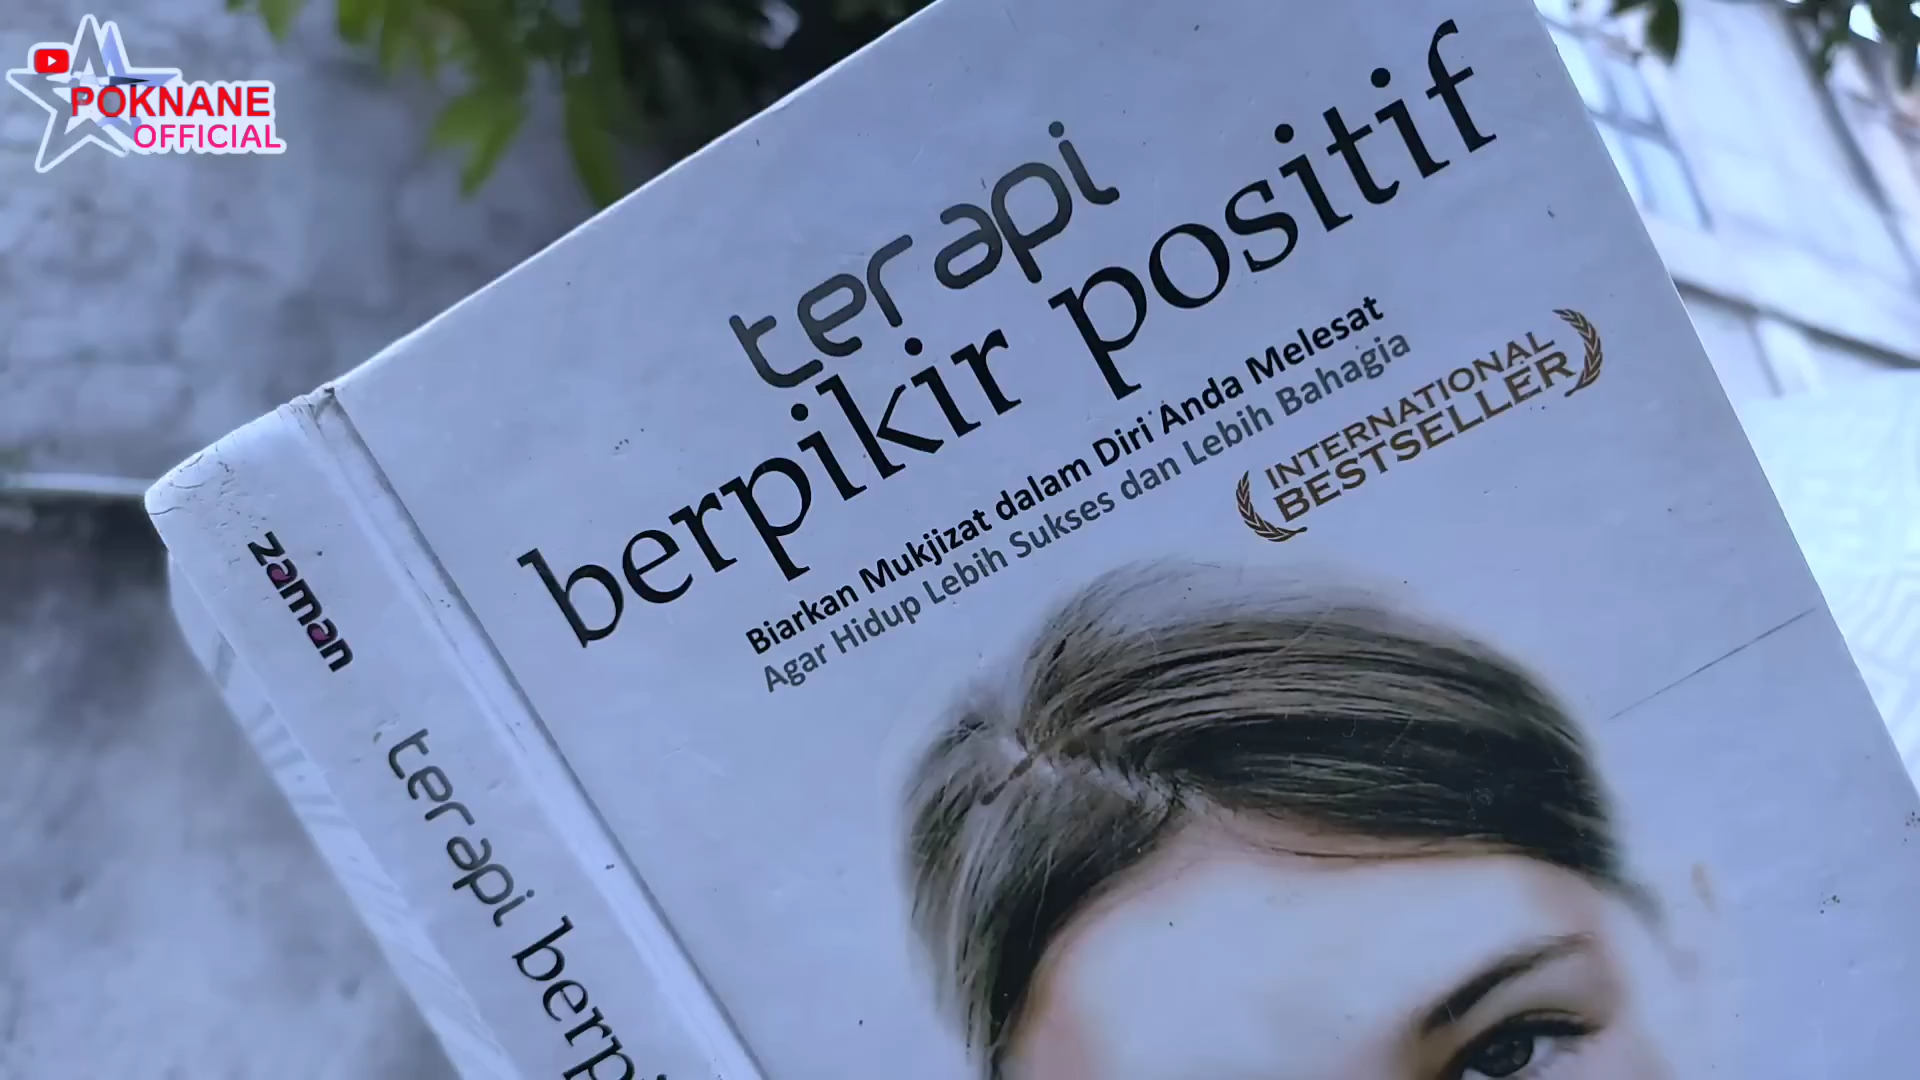 POKNANE
OFFICIAL
terapi
berpikir positif
Biarkan Mukjizat dalam Diri Anda Melesat
Agar Hidup Lebih Sukses dan Lebih Bahagia
INTERNATIONAL
BESTSELLER
zaman
terapi berpi